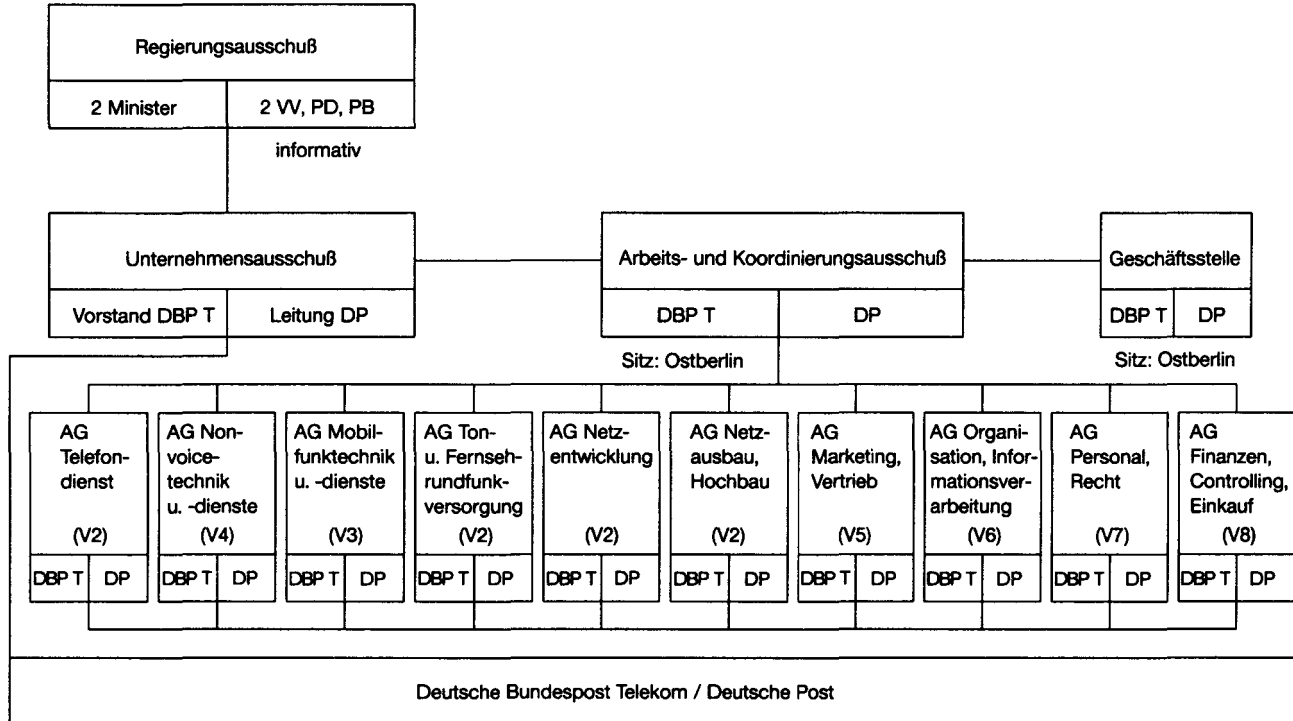 Regierungsausschuß
2 Minister
2 VV, PD, PB
informativ
Unternehmensausschuß
Vorstand DBP T
Leitung DP
Arbeits- und Koordinierungsausschuß
DBP T
DP
Sitz: Ostberlin
Geschäftsstelle
DBP T
DP
Sitz: Ostberlin
AG
Telefon-
dienst
(V2)
DBP T
DP
AG Non-
voice-
technik
u. -dienste
(V4)
DBP T
DP
AG Mobil-
funktechnik
u. -dienste
(V3)
DBP T
DP
AG Ton-
u. Fernseh-
rundfunk-
versorgung
(V2)
DBP T
DP
AG Netz-
entwicklung
(V2)
DBP T
DP
AG Netz-
ausbau,
Hochbau
(V2)
DBP T
DP
AG
Marketing,
Vertrieb
(V5)
DBP T
DP
AG Organi-
sation, Infor-
mationsver-
arbeitung
(V6)
DBP T
DP
AG
Personal,
Recht
(V7)
DBP T
DP
AG
Finanzen,
Controlling,
Einkauf
(V8)
DBP T
DP
Deutsche Bundespost Telekom / Deutsche Post